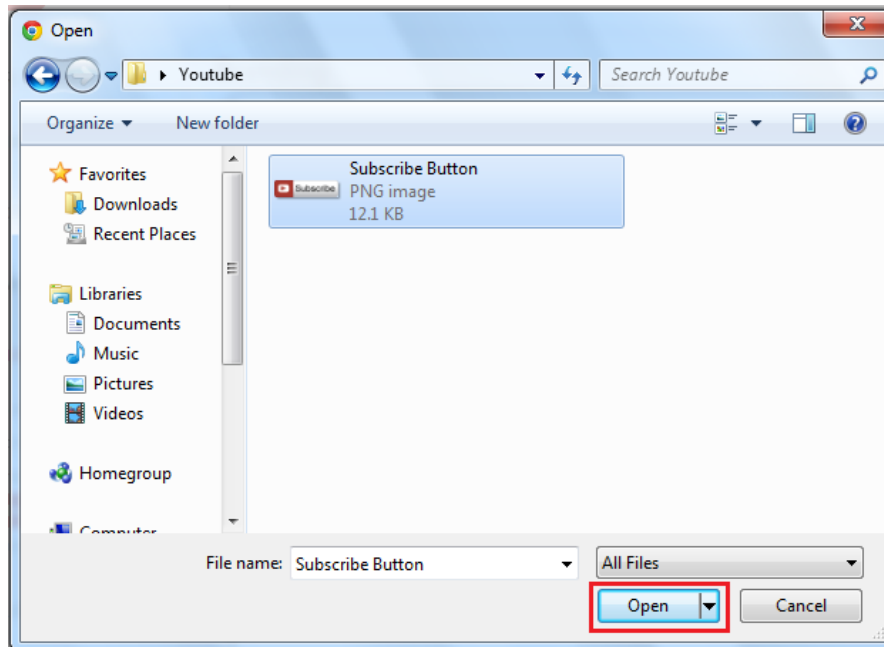 Open
Youtube
Search Youtube
Organize
New folder
Favorites
Downloads
Recent Places
Libraries
Documents
Music
Pictures
Videos
Homegroup
Computer
Subscribe Button
Subscribe
PNG image
12.1 KB
File name:
Subscribe Button
All Files
Open
Cancel